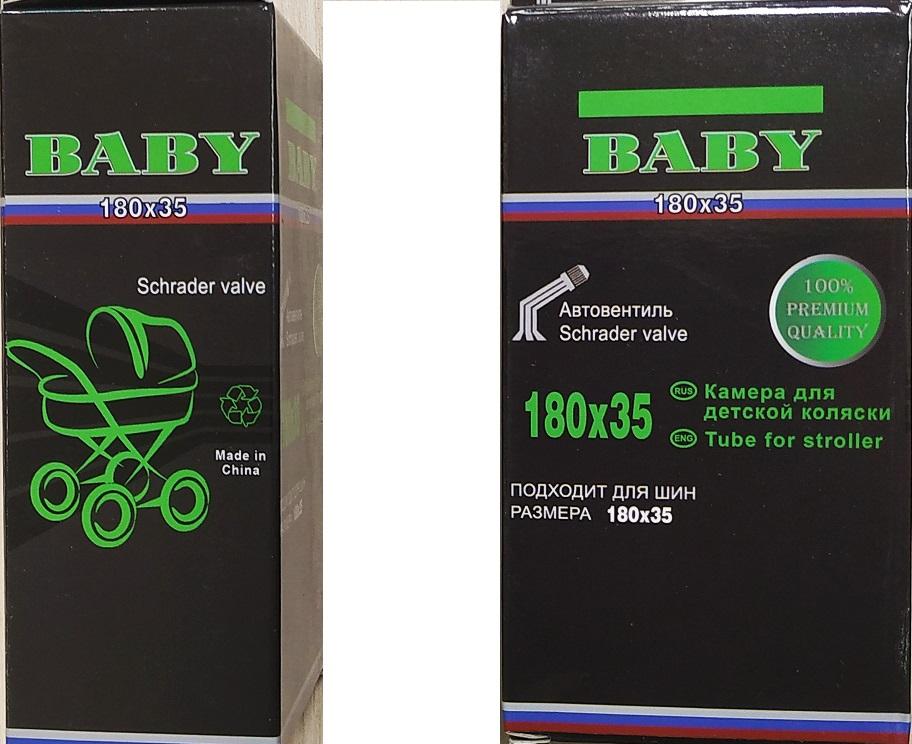 BABY
180x35
Schrader valve
Made in
China
BABY
BABY
180x35
Автовентиль
Schrader valve
100%
PREMIUM
QUALITY
180x35
RUS Камера для
детской коляски
ENG Tube for stroller
ПОДХОДИТ ДЛЯ ШИН
РАЗМЕРА 180x35